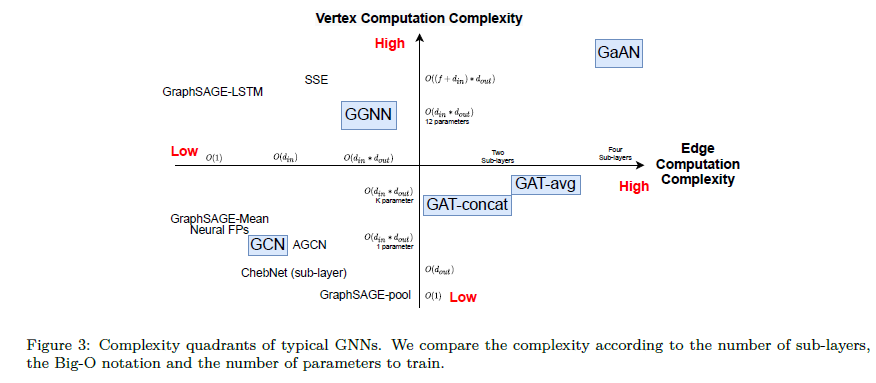 Vertex Computation Complexity
High
GaAN
SSE
O((f + d_in) * d_out)
GraphSAGE-LSTM
GGNN
O(d_in * d_out)
12 parameters
Low
O(1)
O(d_in)
O(d_in * d_out)
Two
Sub-layers
Four
Sub-layers
Edge
Computation
Complexity
High
GAT-avg
O(d_in * d_out)
K parameter
GAT-concat
GraphSAGE-Mean
Neural FPs
GCN
AGCN
O(d_in * d_out)
1 parameter
ChebNet (sub-layer)
O(d_out)
GraphSAGE-pool
O(1)
Low
Figure 3: Complexity quadrants of typical GNNs. We compare the complexity according to the number of sub-layers,
the Big-O notation and the number of parameters to train.